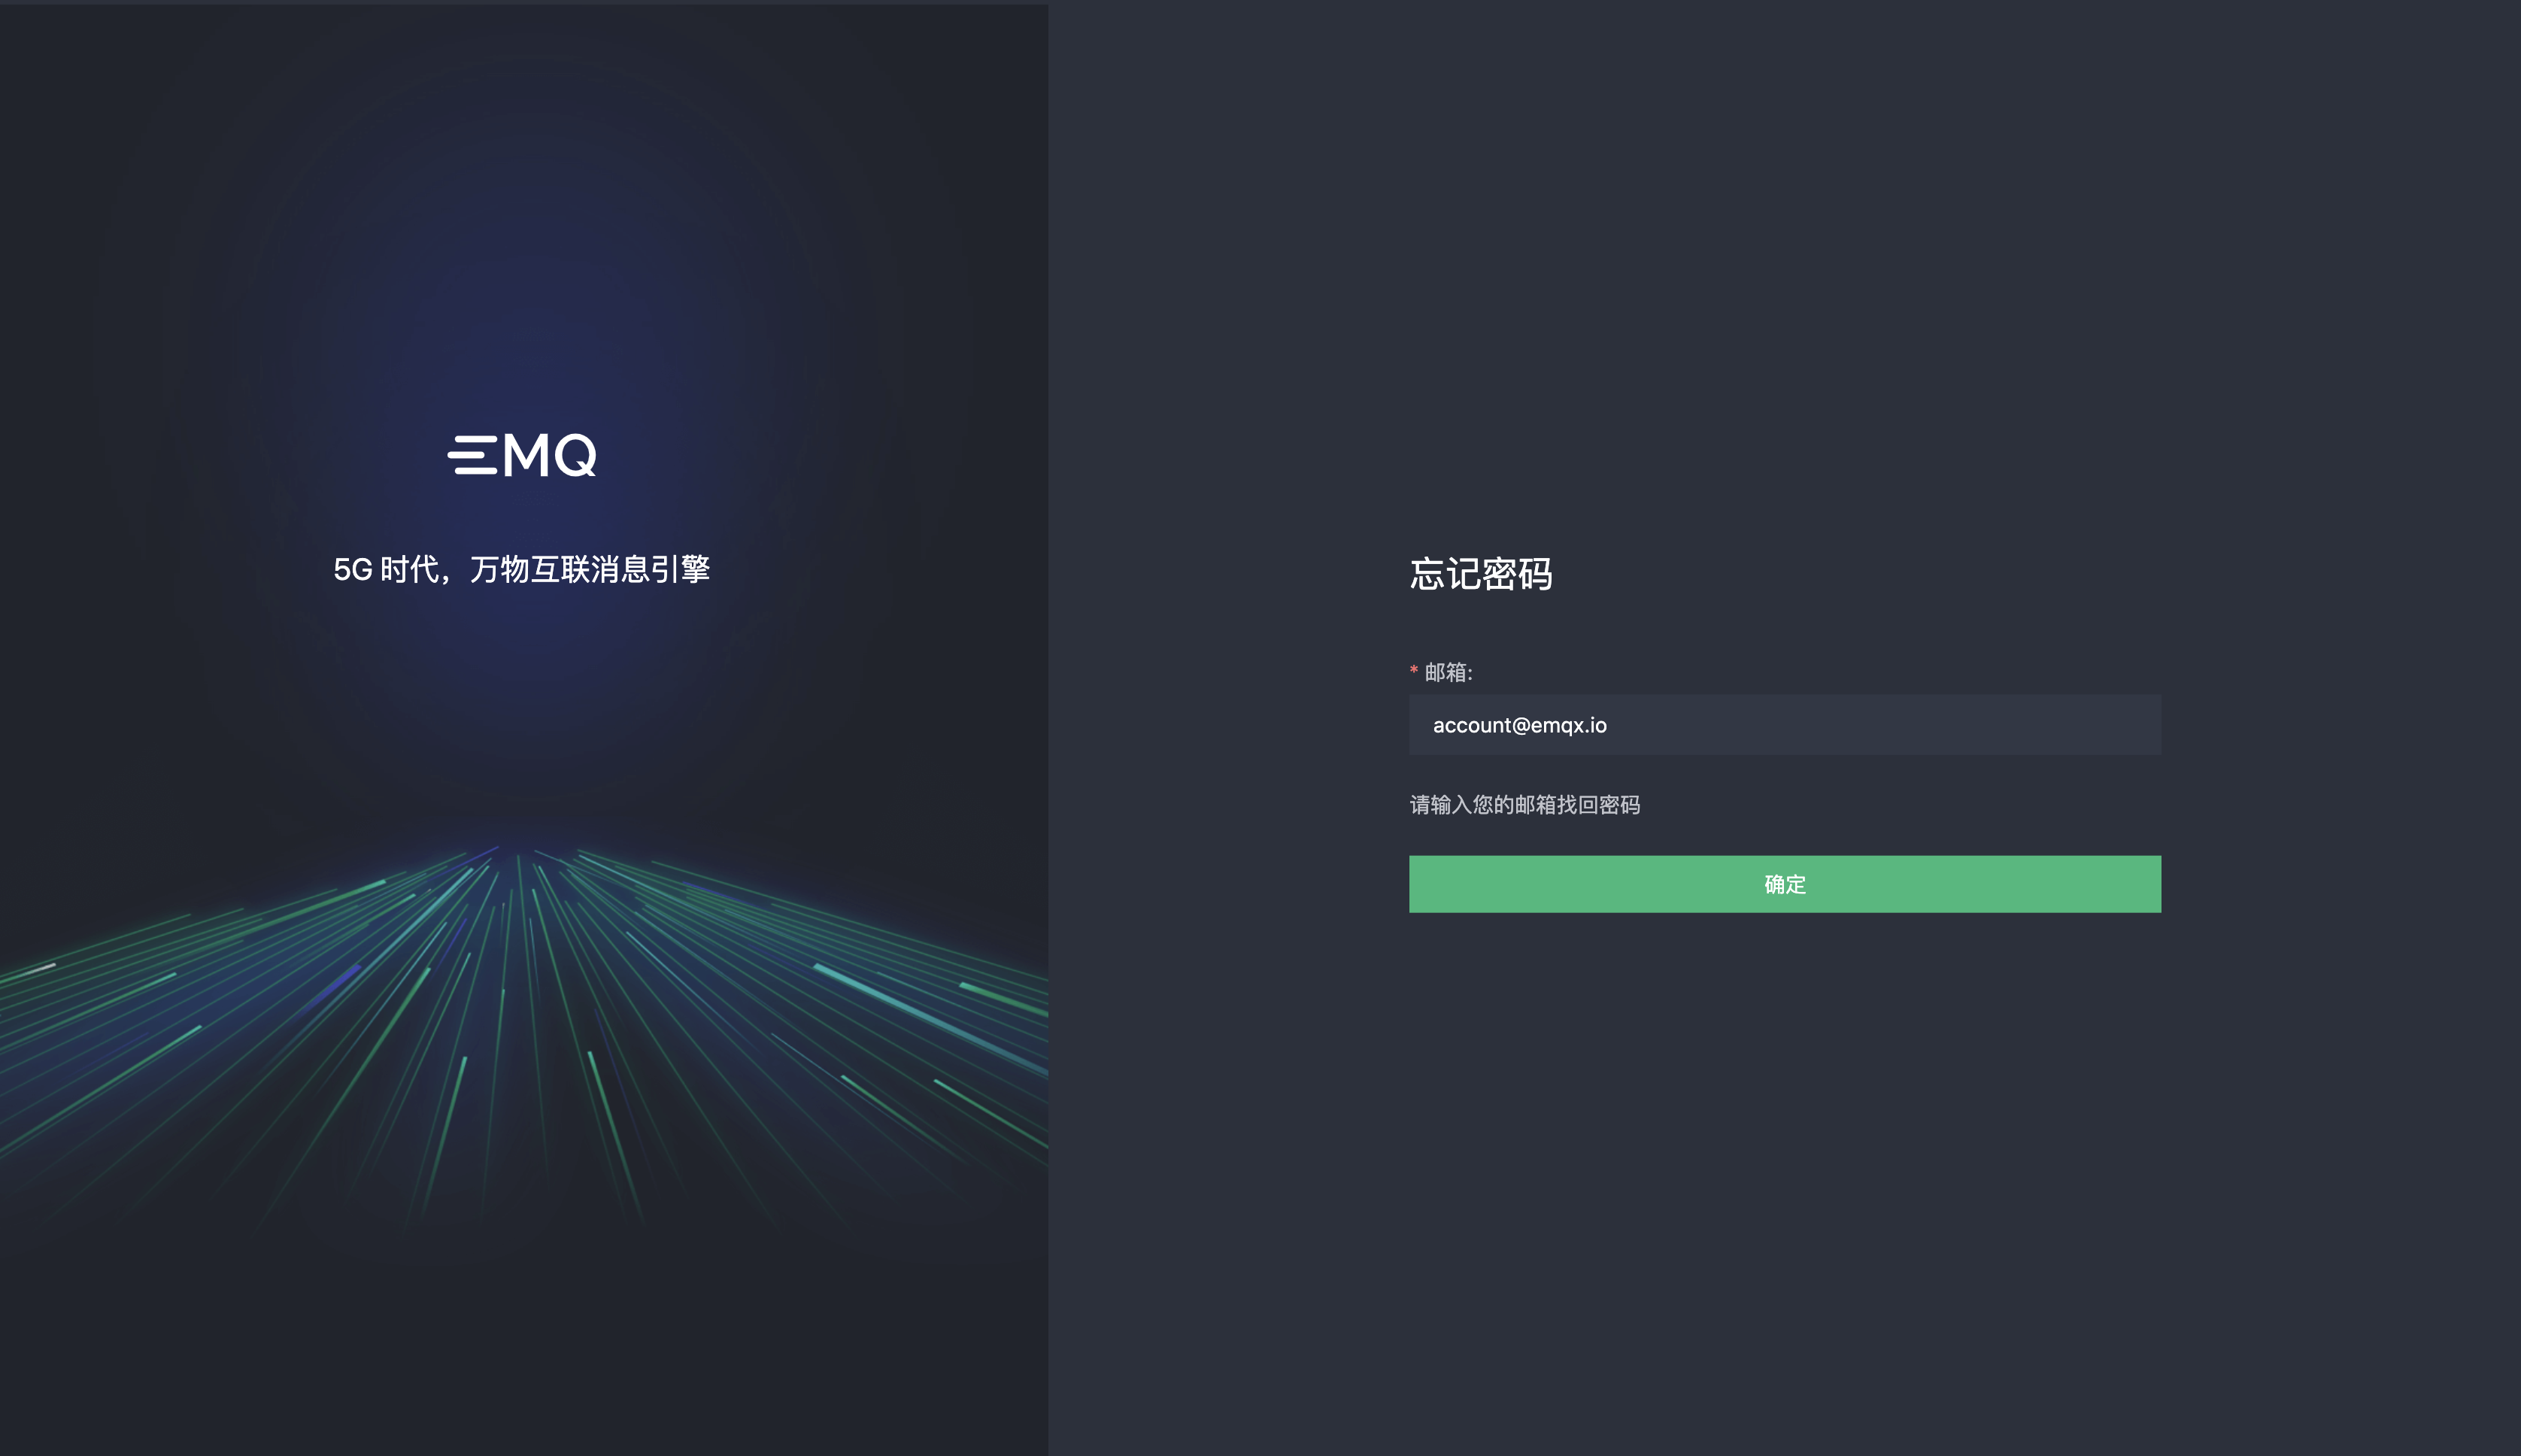 EMQ
5G 时代，万物互联消息引擎
忘记密码
* 邮箱:
account@emqx.io
请输入您的邮箱找回密码
确定